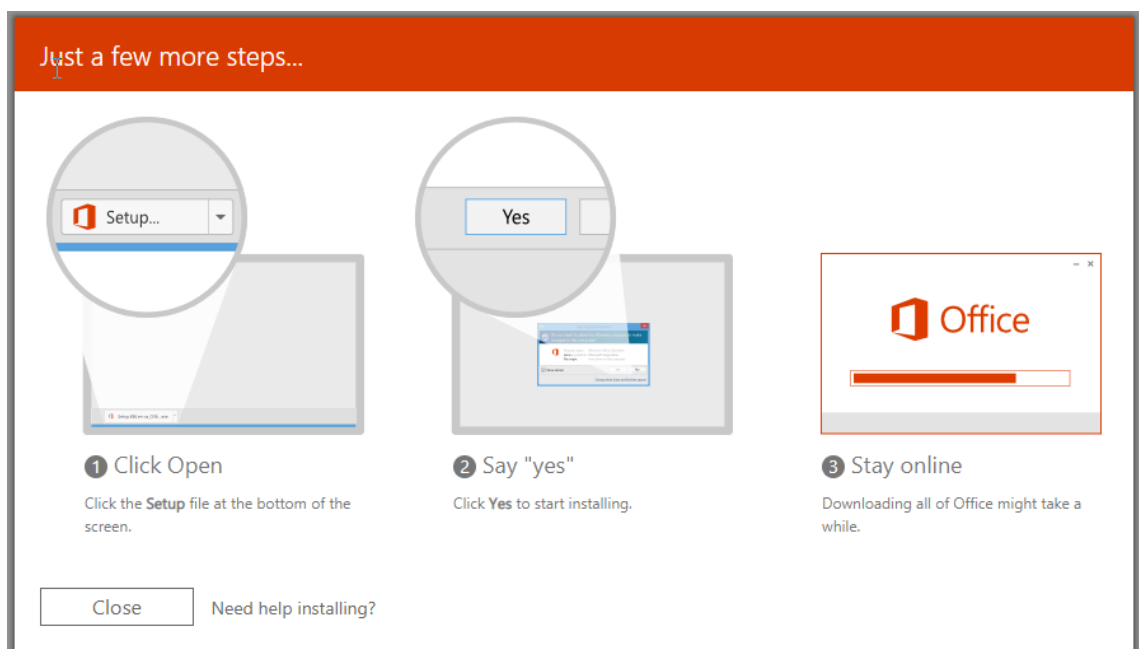 Just a few more steps...
Setup...
Yes
Office
1 Click Open
Click the Setup file at the bottom of the
screen.
2 Say "yes"
Click Yes to start installing.
3 Stay online
Downloading all of Office might take a
while.
Close
Need help installing?